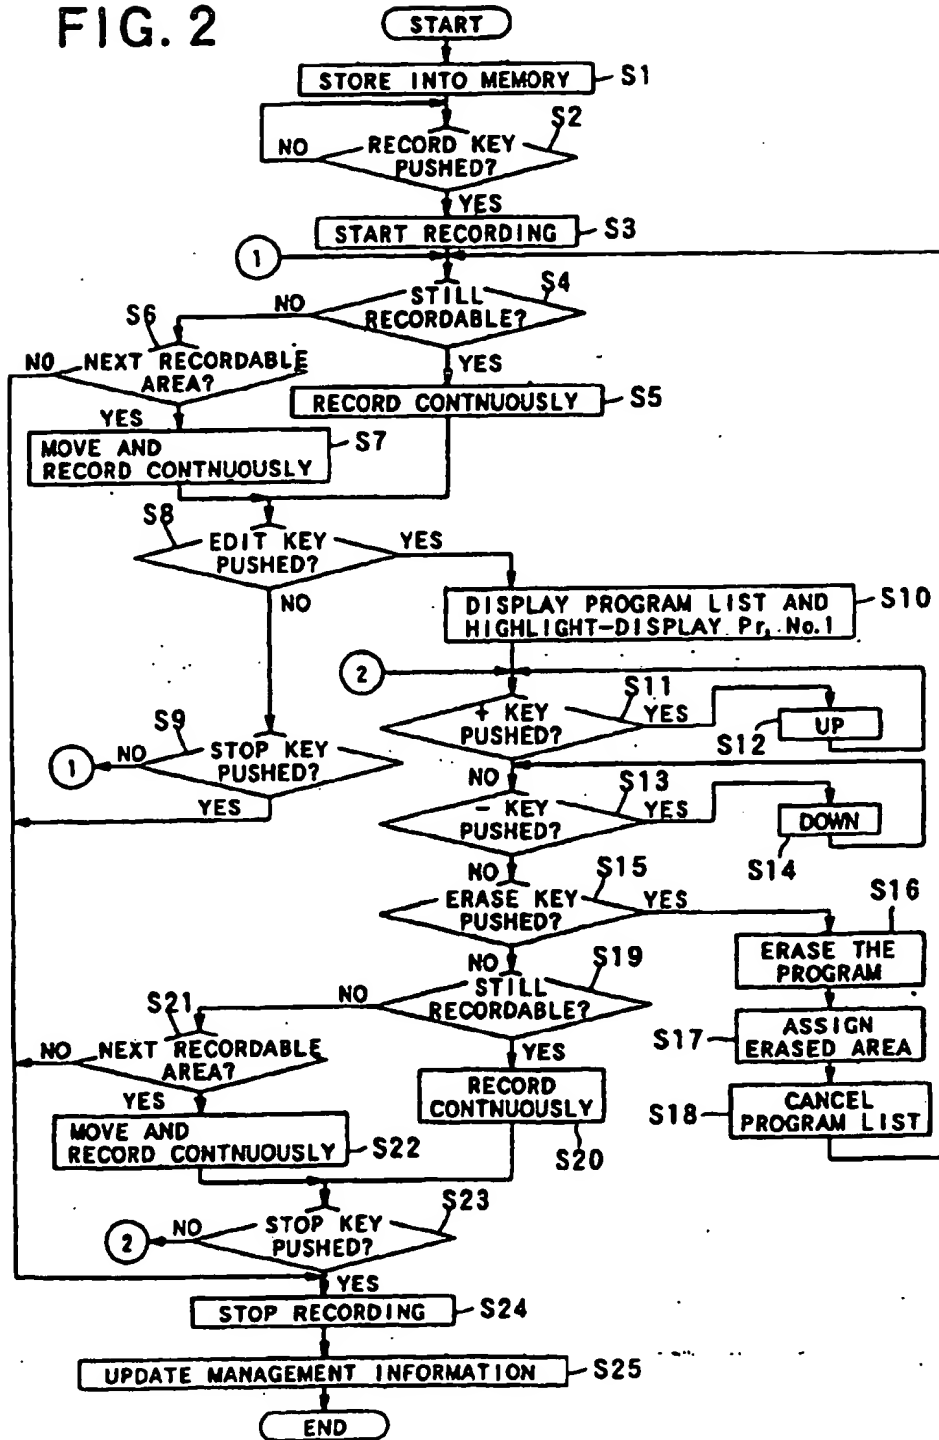 FIG. 2
START
STORE INTO MEMORY
S1
S2
RECORD KEY
PUSHED?
NO
YES
START RECORDING
S3
1
S4
STILL
RECORDABLE?
NO
YES
S6
NEXT RECORDABLE
AREA?
NO
YES
RECORD CONTNUOUSLY
S5
MOVE AND
RECORD CONTNUOUSLY
S7
S8
EDIT KEY
PUSHED?
YES
NO
DISPLAY PROGRAM LIST AND
HIGHLIGHT-DISPLAY Pr. No.1
S10
2
S11
+ KEY
PUSHED?
YES
UP
S12
NO
S9
STOP KEY
PUSHED?
NO
1
YES
S13
- KEY
PUSHED?
YES
DOWN
S14
NO
S15
ERASE KEY
PUSHED?
YES
S16
ERASE THE
PROGRAM
NO
S19
STILL
RECORDABLE?
NO
YES
S17
ASSIGN
ERASED AREA
S18
CANCEL
PROGRAM LIST
S21
NEXT RECORDABLE
AREA?
NO
YES
RECORD
CONTNUOUSLY
S20
MOVE AND
RECORD CONTNUOUSLY
S22
S23
STOP KEY
PUSHED?
NO
2
YES
STOP RECORDING
S24
UPDATE MANAGEMENT INFORMATION
S25
END